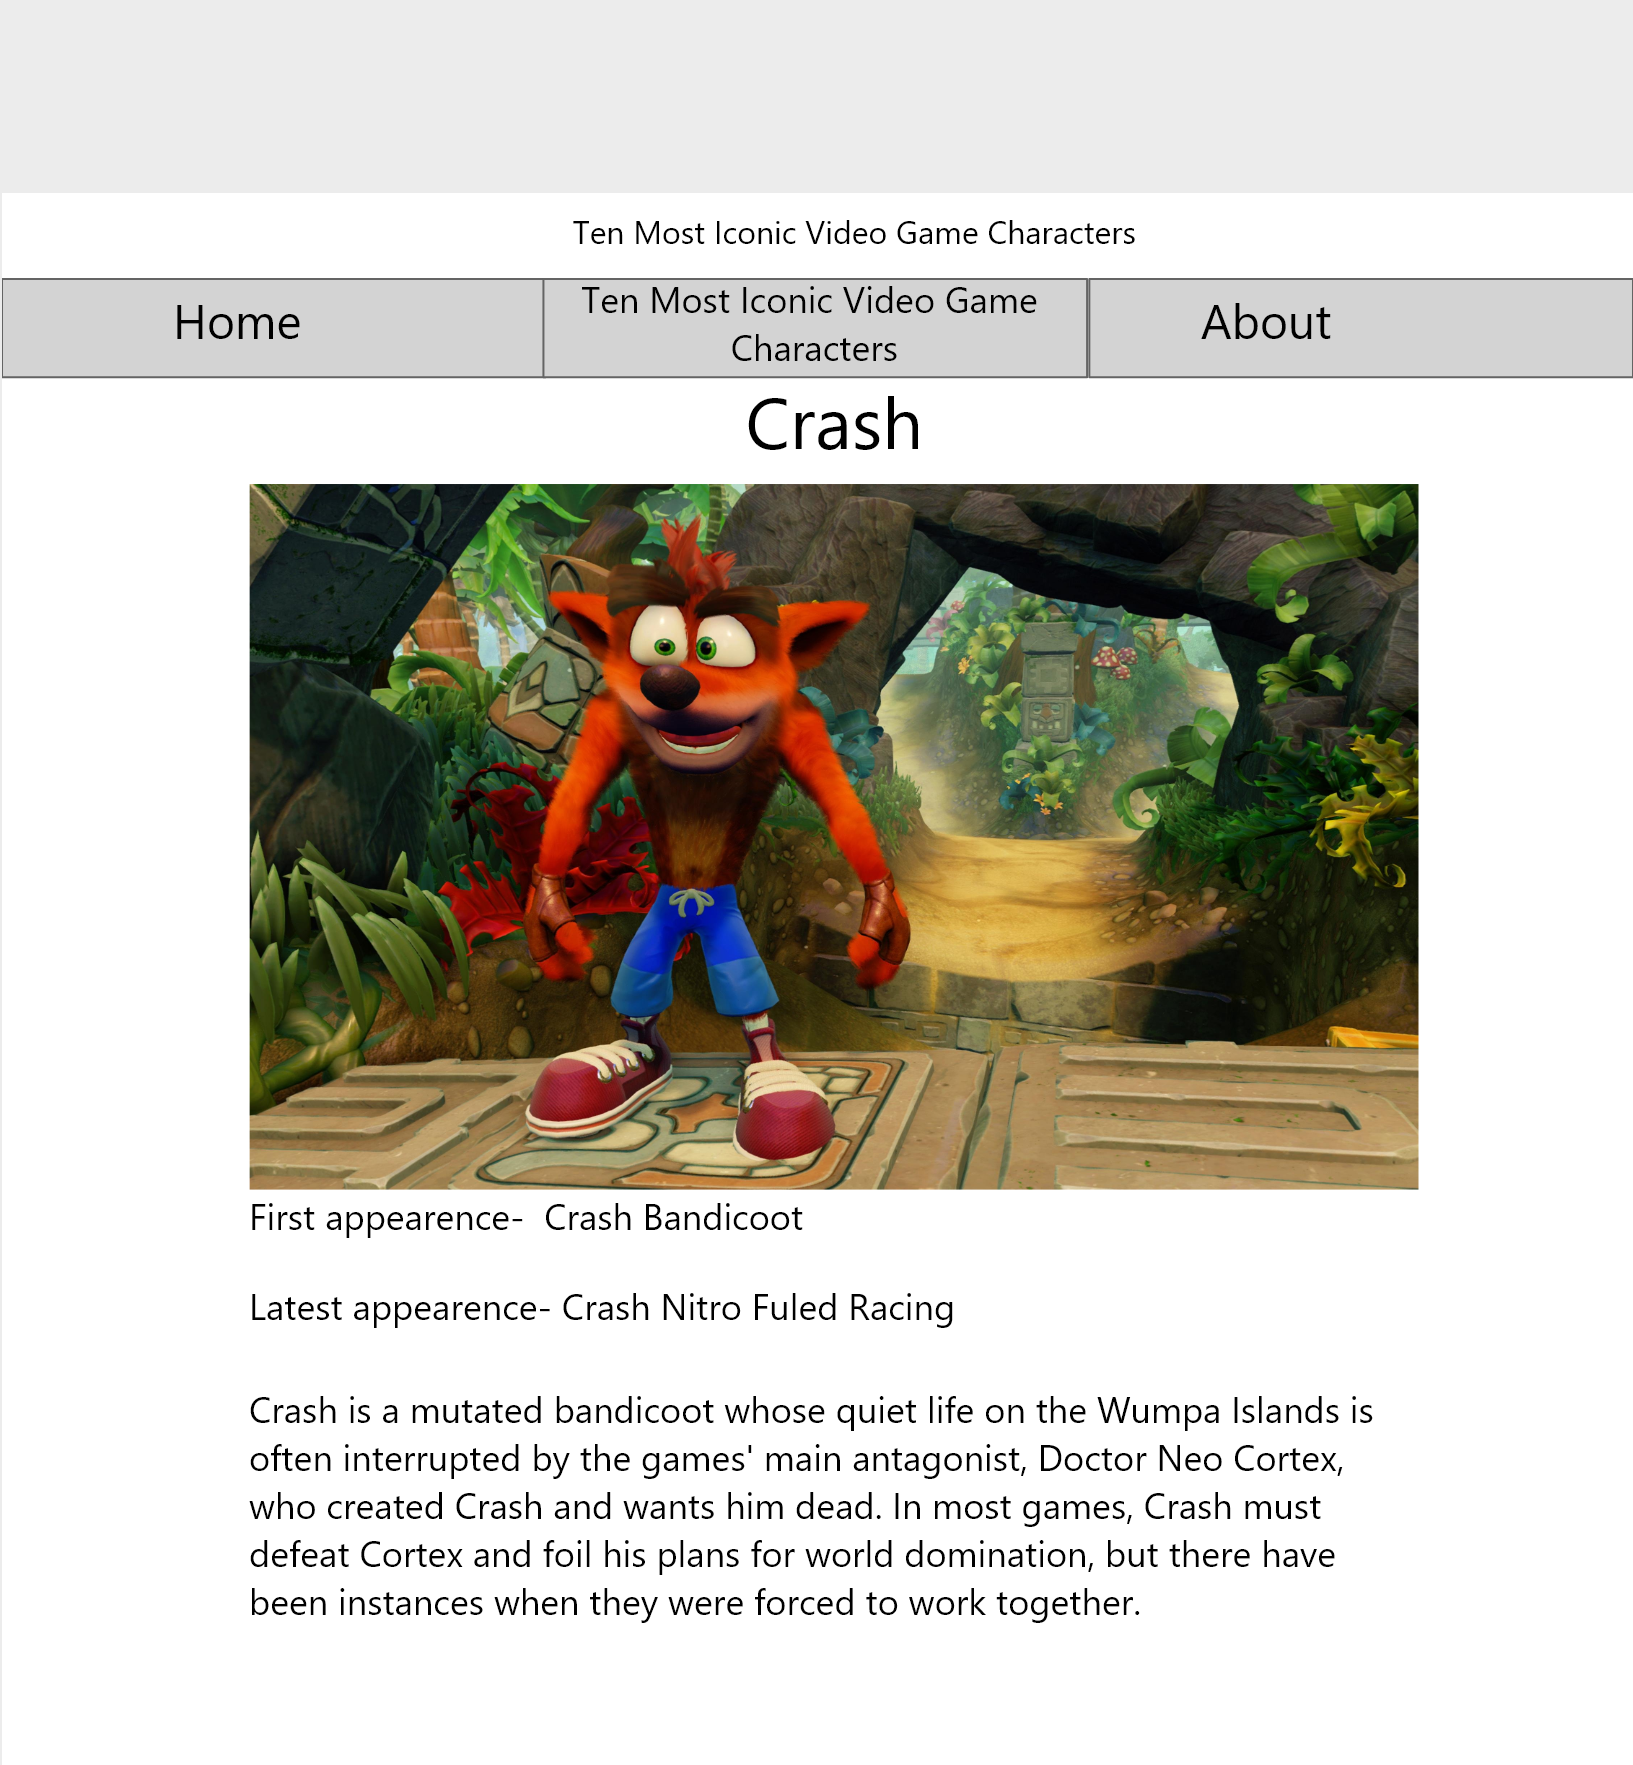 Ten Most Iconic Video Game Characters
Home
Ten Most Iconic Video Game
Characters
About
Crash
First appearence-  Crash Bandicoot
Latest appearence- Crash Nitro Fuled Racing
Crash is a mutated bandicoot whose quiet life on the Wumpa Islands is
often interrupted by the games' main antagonist, Doctor Neo Cortex,
who created Crash and wants him dead. In most games, Crash must
defeat Cortex and foil his plans for world domination, but there have
been instances when they were forced to work together.